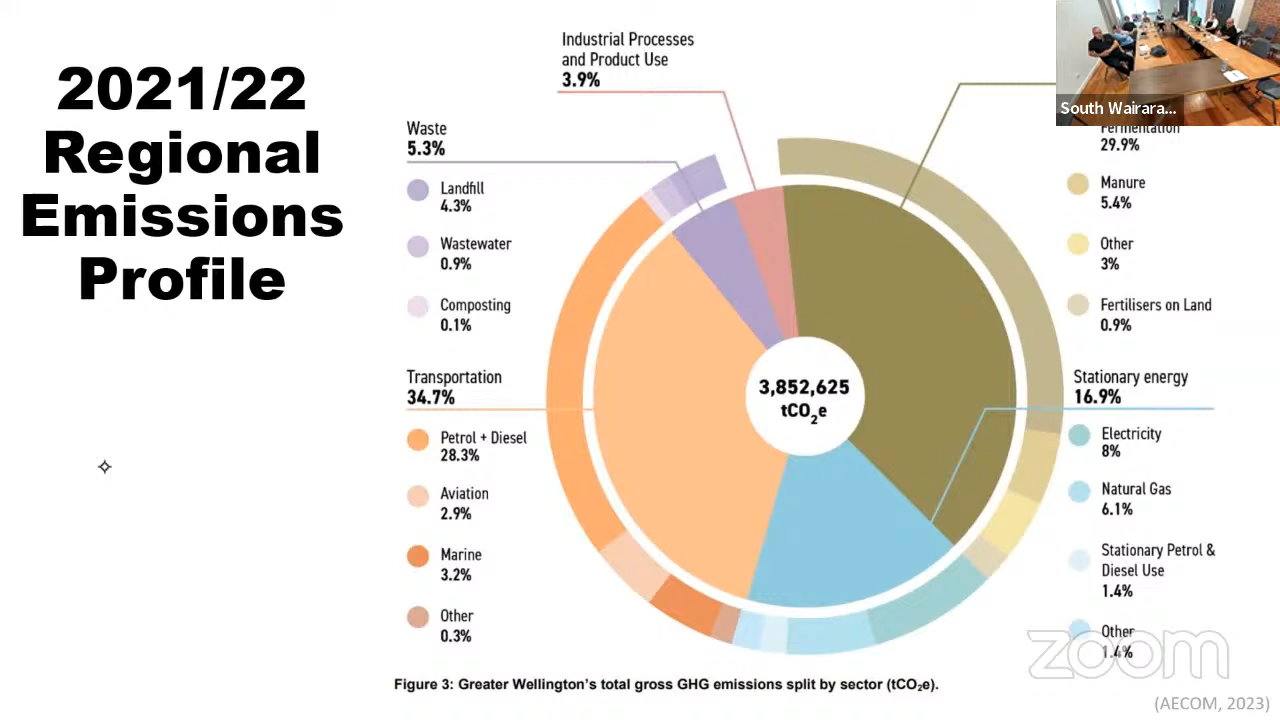 2021/22
Regional
Emissions
Profile
Industrial Processes
and Product Use
3.9%
Waste
5.3%
Landfill
4.3%
Wastewater
0.9%
Composting
0.1%
Transportation
34.7%
Petrol + Diesel
28.3%
Aviation
2.9%
Marine
3.2%
Other
0.3%
3,852,625
tCO₂e
South Wairara...
Fermentation
29.9%
Manure
5.4%
Other
3%
Fertilisers on Land
0.9%
Stationary energy
16.9%
Electricity
8%
Natural Gas
6.1%
Stationary Petrol &
Diesel Use
1.4%
Other
1.4%
zoom
Figure 3: Greater Wellington's total gross GHG emissions split by sector (tCO₂e).
(AECOM, 2023)